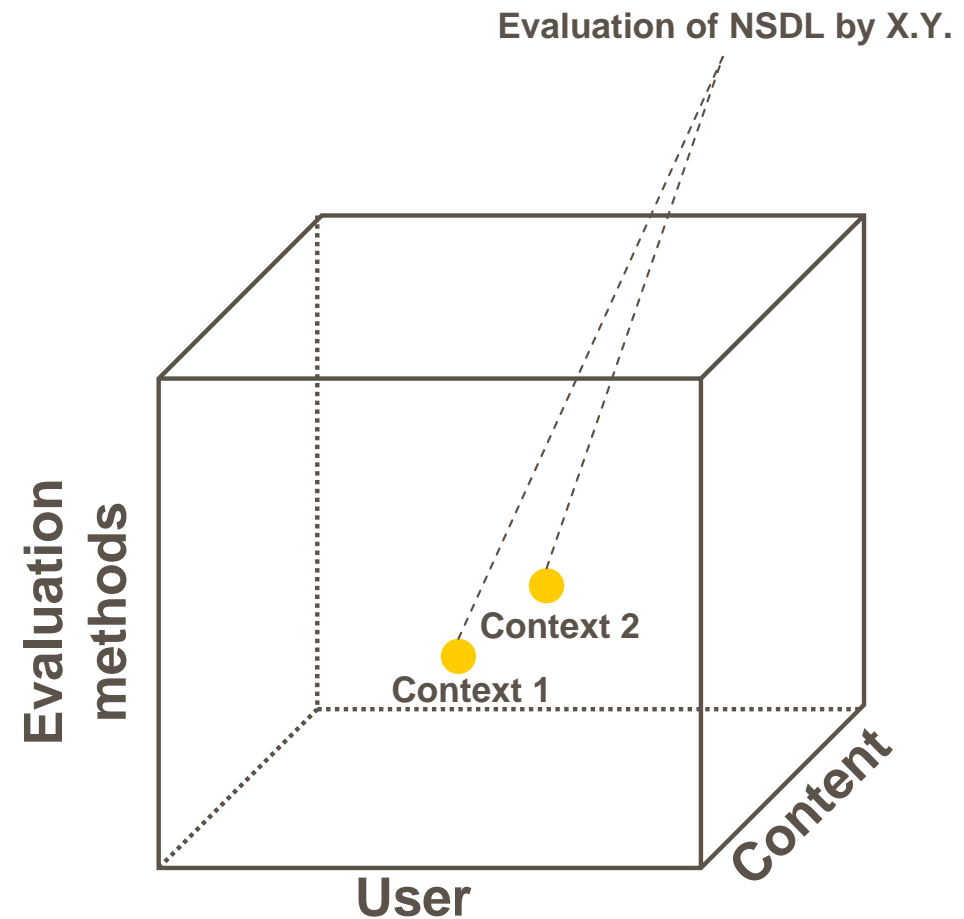 Evaluation of NSDL by X.Y.
Evaluation
methods
Context 2
Context 1
Content
User